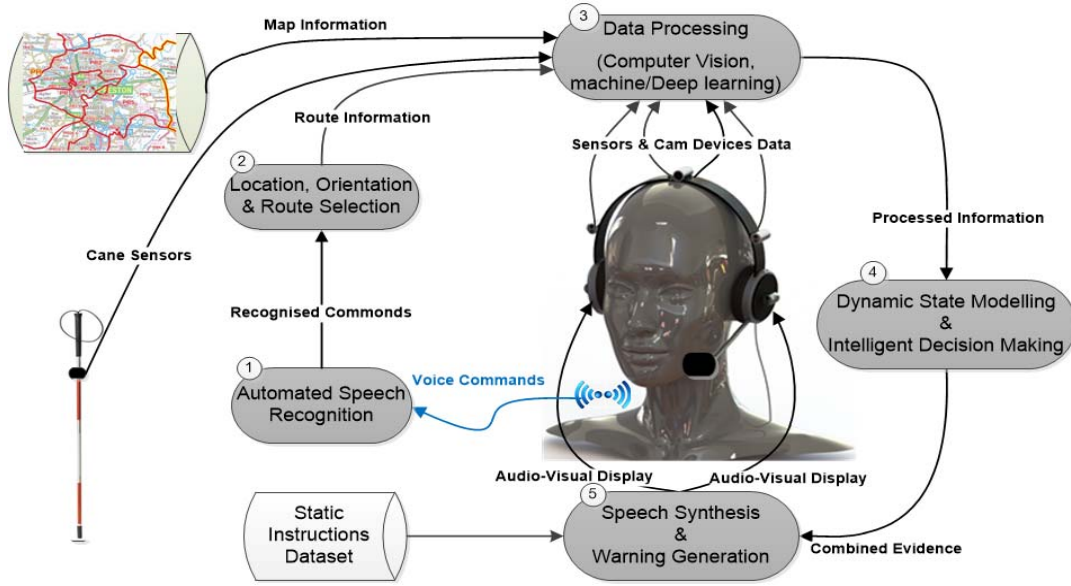 Map Information
3
Data Processing
(Computer Vision,
machine/Deep learning)
Route Information
Sensors & Cam Devices Data
2
Location, Orientation
& Route Selection
Processed Information
Cane Sensors
4
Dynamic State Modelling
&
Intelligent Decision Making
Recognised Commonds
1
Automated Speech
Recognition
Voice Commands
Audio-Visual Display
Audio-Visual Display
5
Speech Synthesis
&
Warning Generation
Static
Instructions
Dataset
Combined Evidence